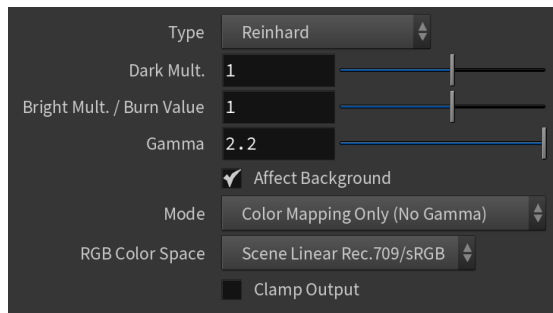 Type Reinhard
Dark Mult. 1
Bright Mult. / Burn Value 1
Gamma 2.2
Affect Background
Mode Color Mapping Only (No Gamma)
RGB Color Space Scene Linear Rec.709/sRGB
Clamp Output